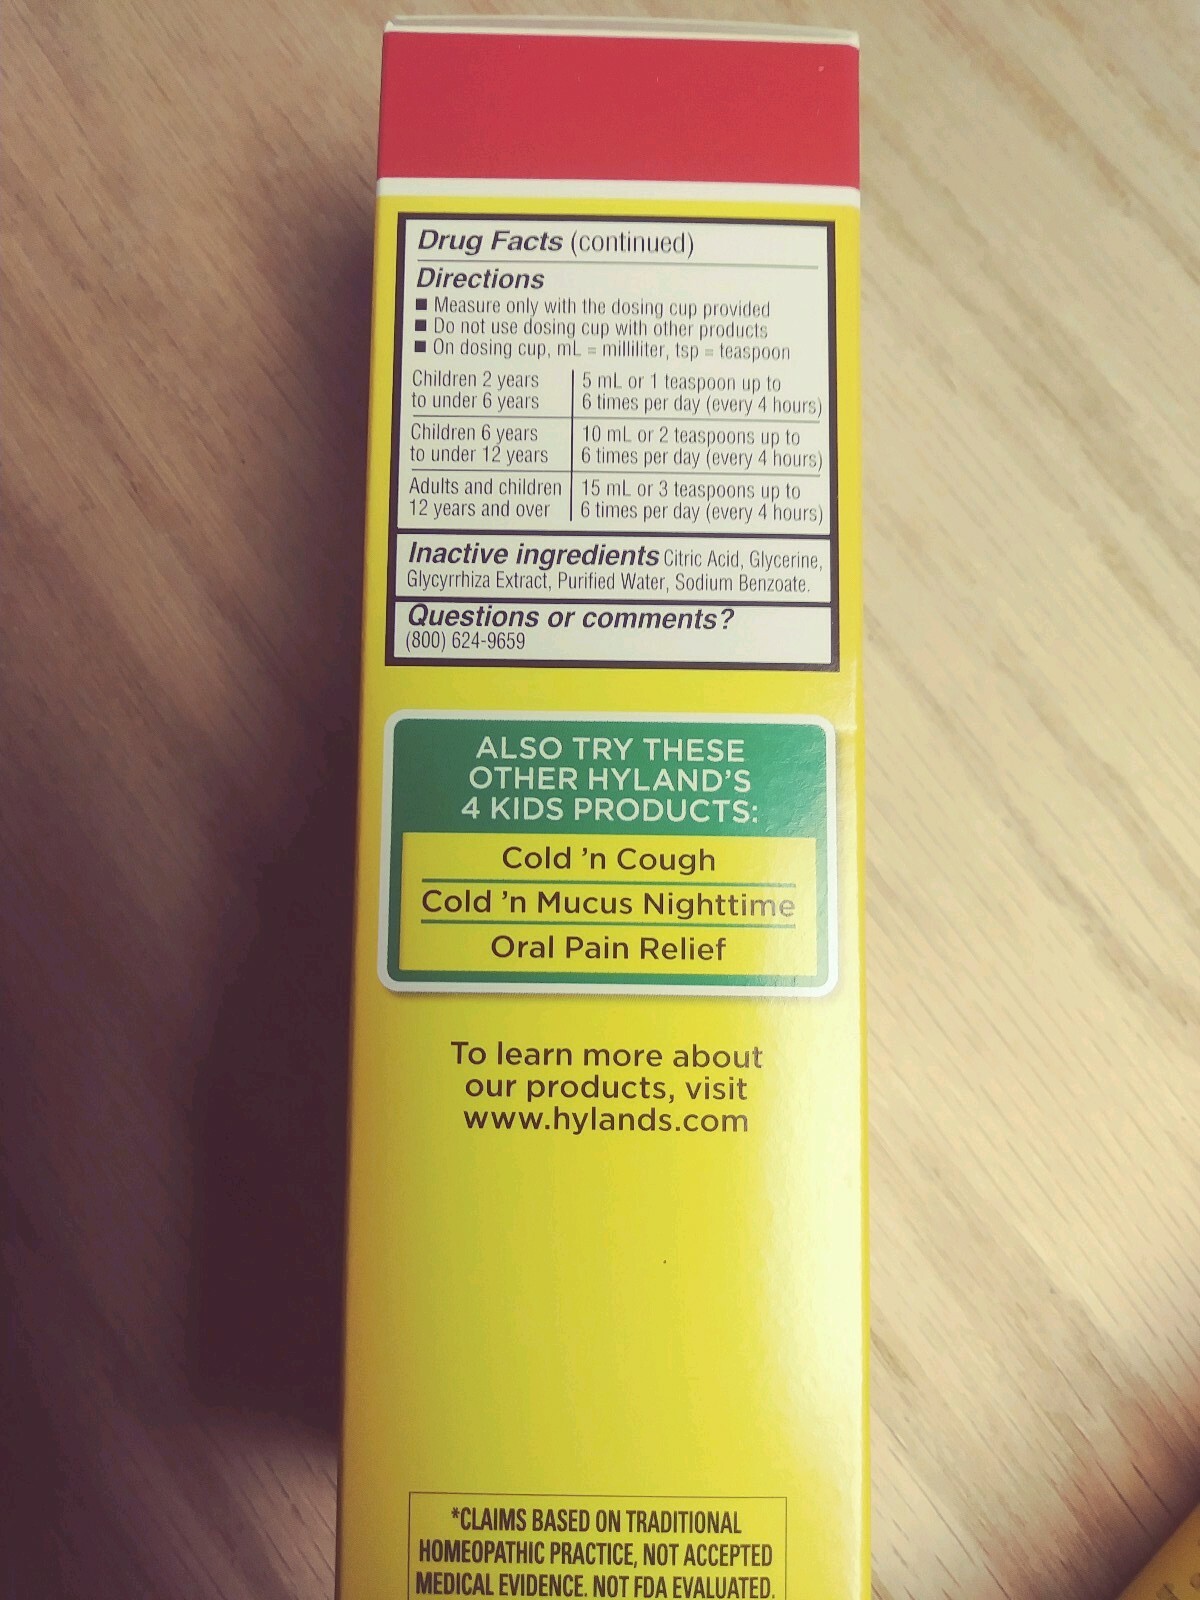 Drug Facts (continued)
Directions
■ Measure only with the dosing cup provided
■ Do not use dosing cup with other products
■ On dosing cup, mL = milliliter, tsp = teaspoon
Children 2 years
to under 6 years
5 mL or 1 teaspoon up to
6 times per day (every 4 hours)
Children 6 years
to under 12 years
10 mL or 2 teaspoons up to
6 times per day (every 4 hours)
Adults and children
12 years and over
15 mL or 3 teaspoons up to
6 times per day (every 4 hours)
Inactive ingredients Citric Acid, Glycerine,
Glycyrrhiza Extract, Purified Water, Sodium Benzoate.
Questions or comments?
(800) 624-9659
ALSO TRY THESE
OTHER HYLAND'S
4 KIDS PRODUCTS:
Cold 'n Cough
Cold 'n Mucus Nighttime
Oral Pain Relief
To learn more about
our products, visit
www.hylands.com
*CLAIMS BASED ON TRADITIONAL
HOMEOPATHIC PRACTICE, NOT ACCEPTED
MEDICAL EVIDENCE. NOT FDA EVALUATED.